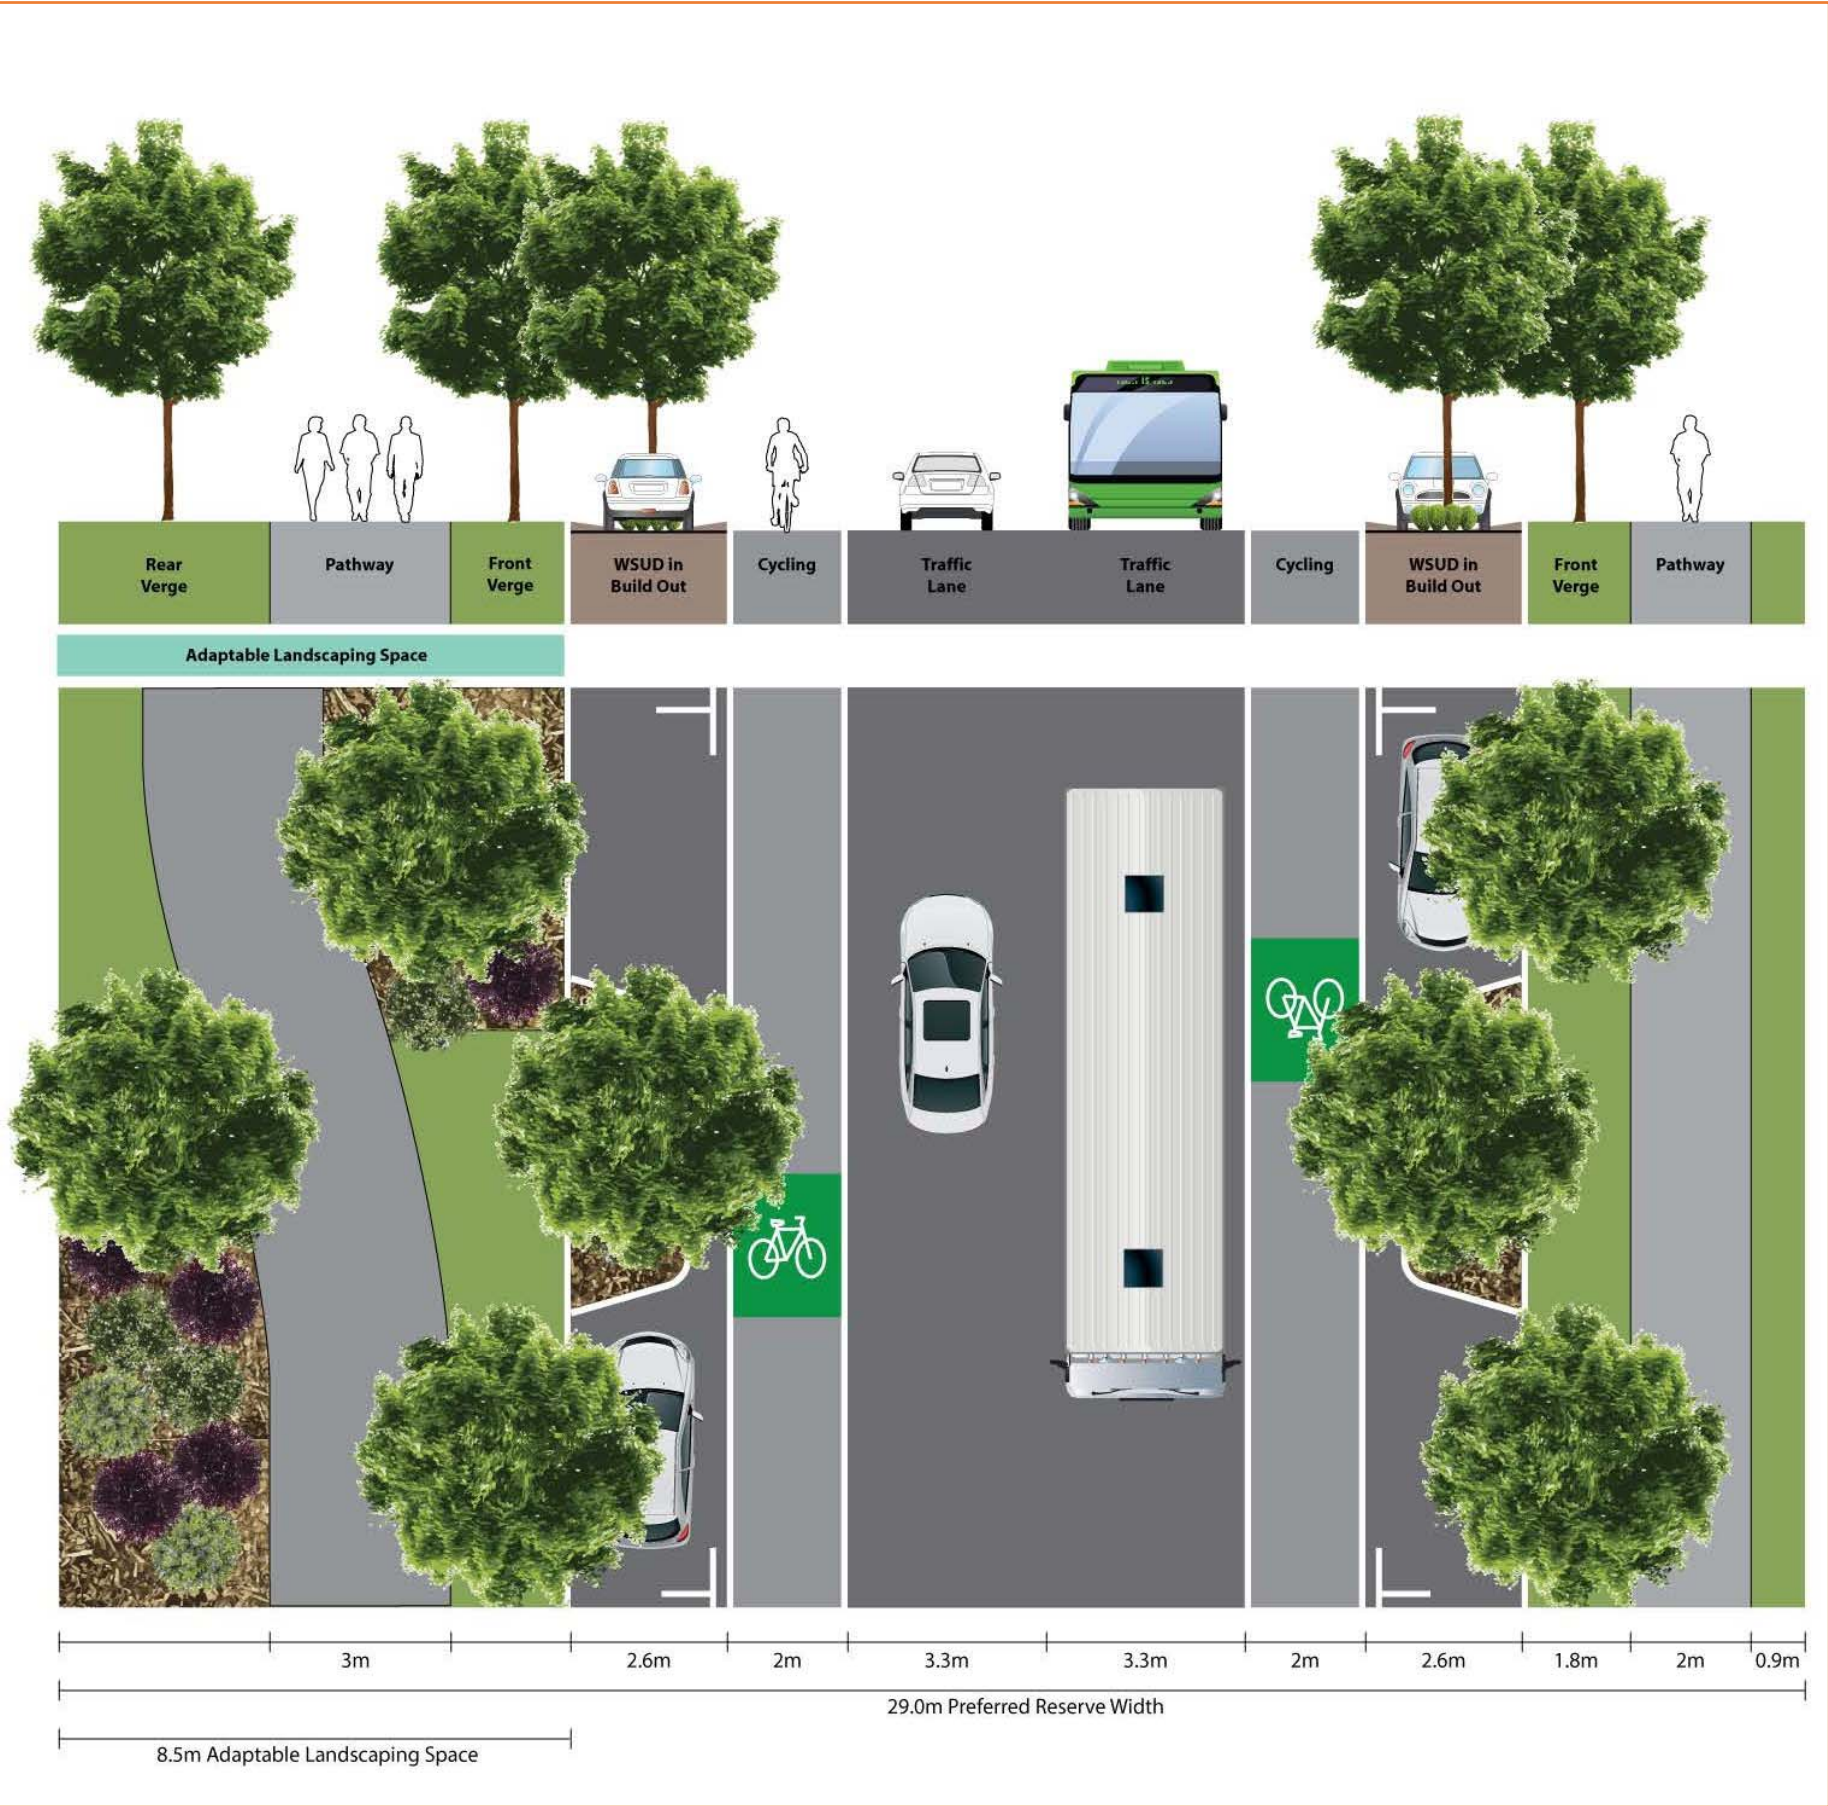 Rear
Verge
Pathway
Front
Verge
WSUD in
Build Out
Cycling
Traffic
Lane
Traffic
Lane
Cycling
WSUD in
Build Out
Front
Verge
Pathway
Adaptable Landscaping Space
3m
2.6m
2m
3.3m
3.3m
2m
2.6m
1.8m
2m
0.9m
29.0m Preferred Reserve Width
8.5m Adaptable Landscaping Space